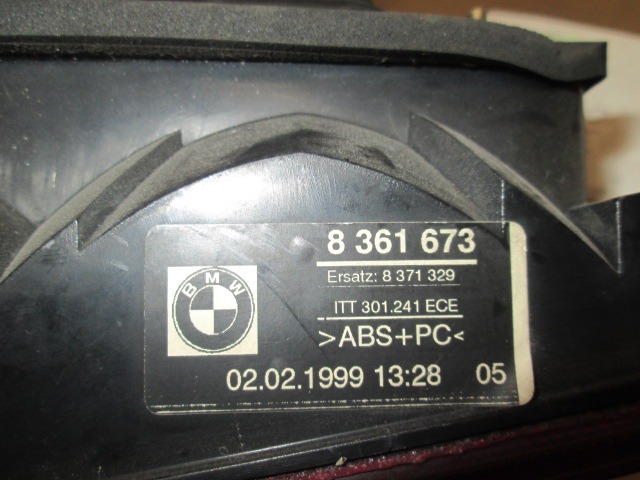 8 361 673
Ersatz: 8 371 329
BMW
ITT 301.241 ECE
>ABS+PC<
02.02.1999 13:28 05